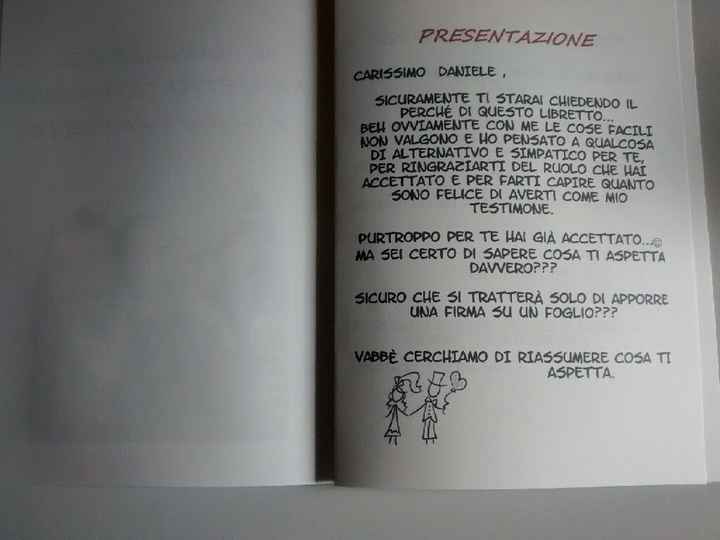 PRESENTAZIONE
CARISSIMO DANIELE,
SICURAMENTE TI STARAI CHIEDENDO IL
PERCHÉ DI QUESTO LIBRETTO...
BEH OVVIAMENTE CON ME LE COSE FACILI
NON VALGONO E HO PENSATO A QUALCOSA
DI ALTERNATIVO E SIMPATICO PER TE,
PER RINGRAZIARTI DEL RUOLO CHE HAI
ACCETTATO E PER FARTI CAPIRE QUANTO
SONO FELICE DI AVERTI COME MIO
TESTIMONE.
PURTROPPO PER TE HAI GIÀ ACCETTATO...☺
MA SEI CERTO DI SAPERE COSA TI ASPETTA
DAVVERO???
SICURO CHE SI TRATTERÀ SOLO DI APPORRE
UNA FIRMA SU UN FOGLIO???
VABBÈ CERCHIAMO DI RIASSUMERE COSA TI
ASPETTA.